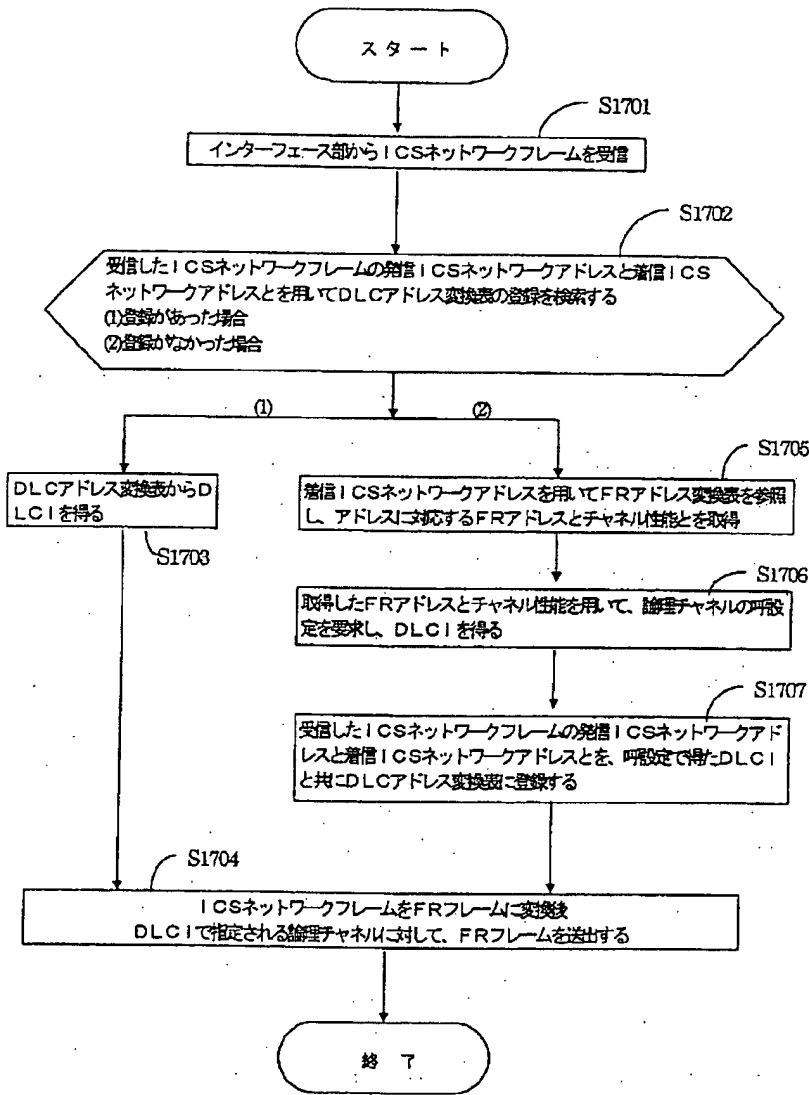 スタート
S1701
インターフェース部からICSネットワークフレームを受信
S1702
受信したICSネットワークフレームの発信ICSネットワークアドレスと着信ICS
ネットワークアドレスとを用いてDLCアドレス変換表の登録を検索する
(1)登録があった場合
(2)登録がなかった場合
(1)
(2)
S1705
DLCアドレス変換表からD
LCIを得る
S1703
着信ICSネットワークアドレスを用いてFRアドレス変換表を参照
し、アドレスに対応するFRアドレスとチャネル性能とを取得
S1706
取得したFRアドレスとチャネル性能を用いて、論理チャネルの呼設
定を要求し、DLCIを得る
S1707
受信したICSネットワークフレームの発信ICSネットワークアド
レスと着信ICSネットワークアドレスとを、呼設定で得たDLCI
と共にDLCアドレス変換表に登録する
S1704
ICSネットワークフレームをFRフレームに変換後
DLCIで指定される論理チャネルに対して、FRフレームを送出する
終了